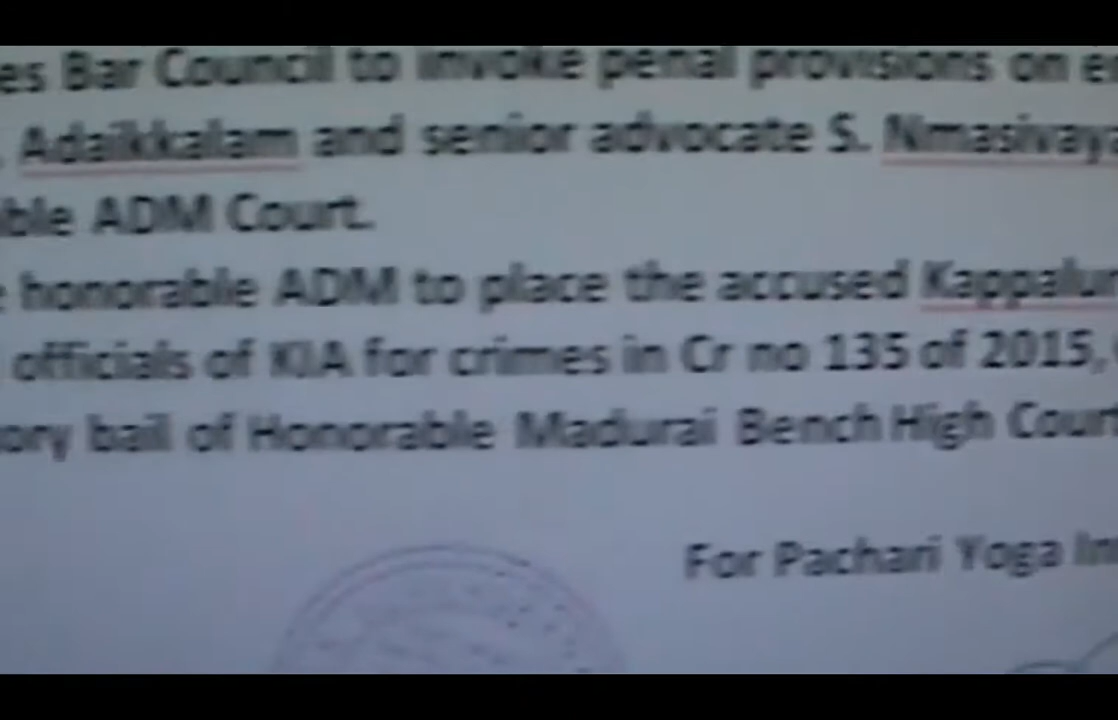 es Bar Council to invoke penal provisions on e
Adaikkalam and senior advocate S. Nmasivaya
ble ADM Court.
e honorable ADM to place the accused Kappalur
officials of KIA for crimes in Cr no 135 of 2015,
ory bail of Honorable Madurai Bench High Court
For Pachari Yoga In